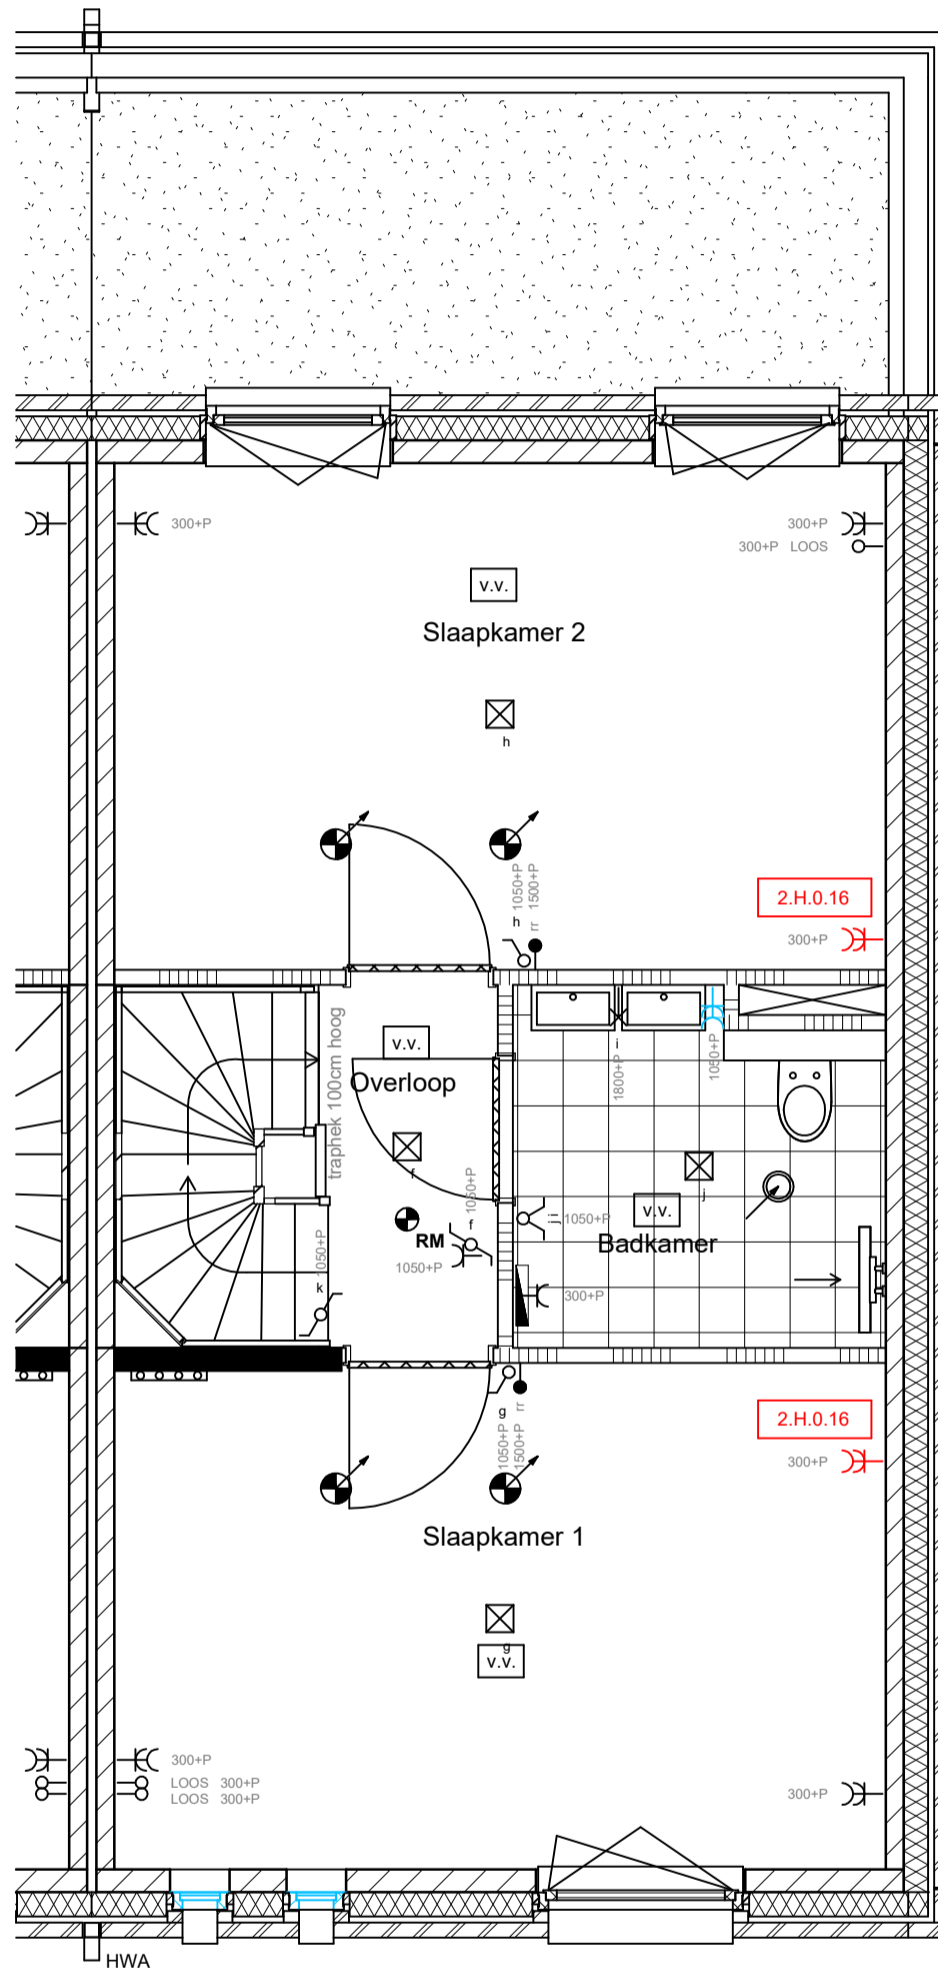 300+P
300+P
300+P LOOS
v.v.
Slaapkamer 2
h
1050+P
1500+P
h rr
2.H.0.16
300+P
v.v.
Overloop
traphek 100cm hoog
i
1800+P
1050+P
f
j
v.v.
Badkamer
1050+P
f
RM
1050+P
j i 1050+P
1050+P
k
300+P
g rr
1050+P
1500+P
2.H.0.16
300+P
Slaapkamer 1
g
v.v.
300+P
LOOS 300+P
LOOS 300+P
300+P
HWA